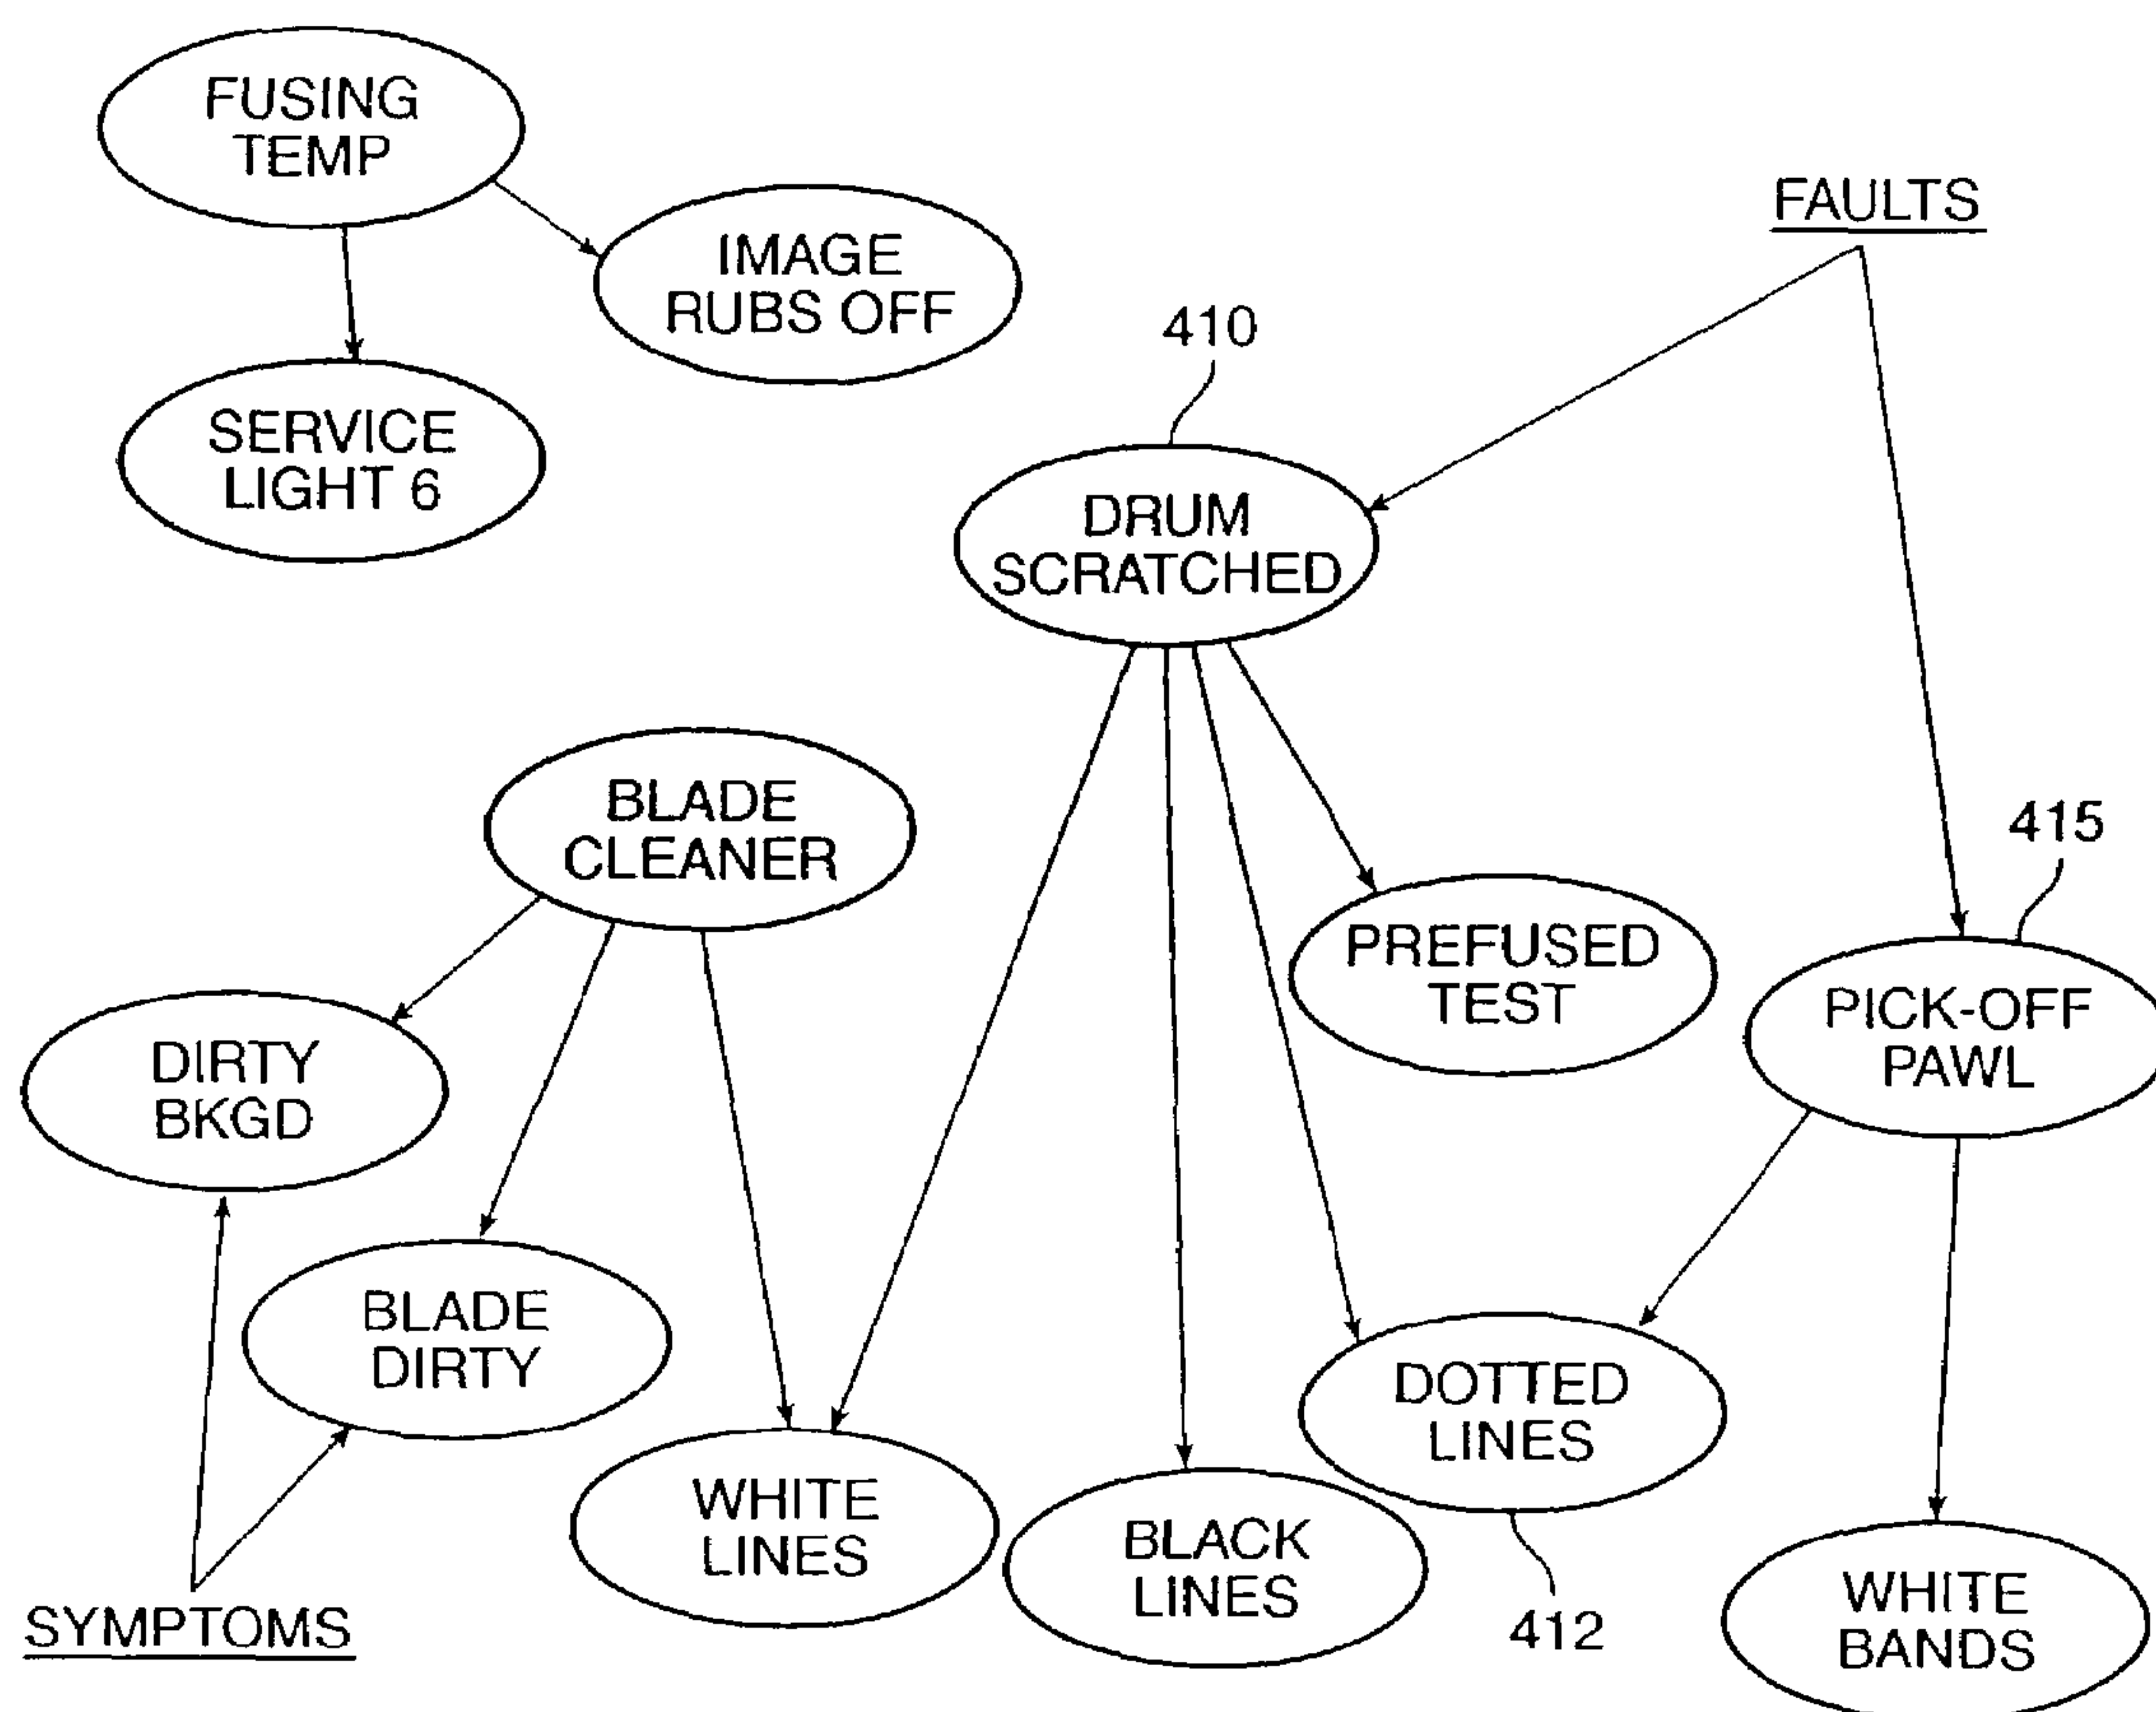 FUSING
TEMP
FAULTS
IMAGE
RUBS OFF
410
SERVICE
LIGHT 6
DRUM
SCRATCHED
BLADE
CLEANER
415
PREFUSED
TEST
PICK-OFF
PAWL
DIRTY
BKGD
BLADE
DIRTY
DOTTED
LINES
WHITE
LINES
BLACK
LINES
412
WHITE
BANDS
SYMPTOMS